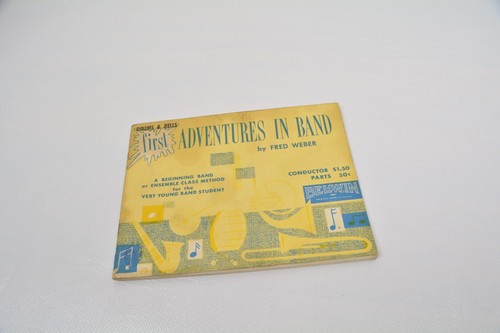 DRUMS & BELLS
first ADVENTURES IN BAND
by FRED WEBER
A BEGINNING BAND
or ENSEMBLE CLASS METHOD
for the
VERY YOUNG BAND STUDENT
CONDUCTOR $1.50
PARTS 50¢
BELWIN